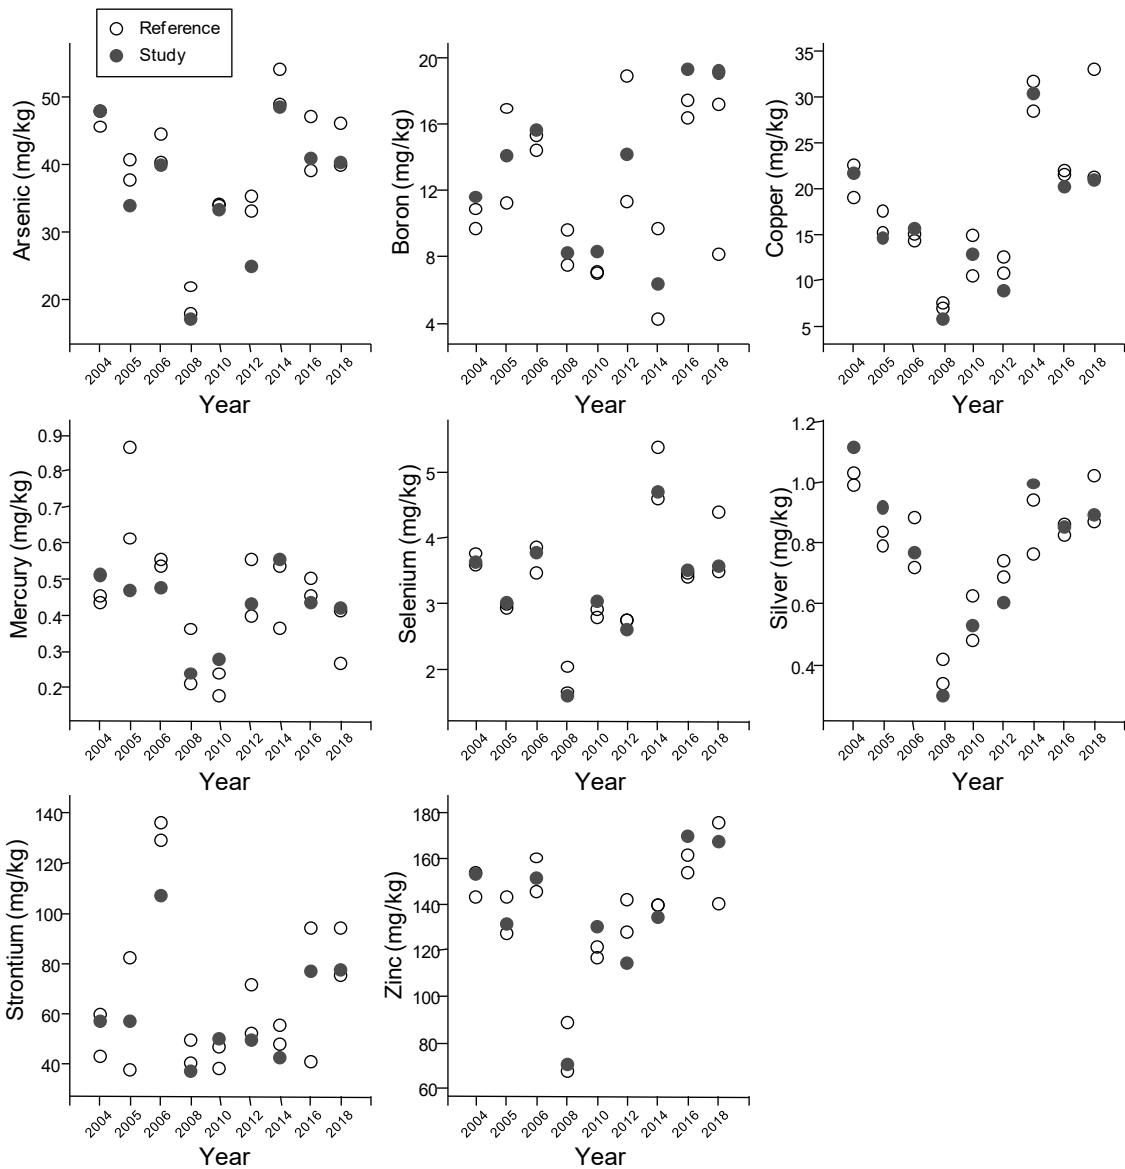 Reference
Study
Arsenic (mg/kg)
50
40
30
20
2004 2005 2006 2008 2010 2012 2014 2016 2018
Year
Boron (mg/kg)
20
16
12
8
4
2004 2005 2006 2008 2010 2012 2014 2016 2018
Year
Copper (mg/kg)
35
30
25
20
15
10
5
2004 2005 2006 2008 2010 2012 2014 2016 2018
Year
Mercury (mg/kg)
0.9
0.8
0.7
0.6
0.5
0.4
0.3
0.2
2004 2005 2006 2008 2010 2012 2014 2016 2018
Year
Selenium (mg/kg)
5
4
3
2
2004 2005 2006 2008 2010 2012 2014 2016 2018
Year
Silver (mg/kg)
1.2
1.0
0.8
0.6
0.4
2004 2005 2006 2008 2010 2012 2014 2016 2018
Year
Strontium (mg/kg)
140
120
100
80
60
40
2004 2005 2006 2008 2010 2012 2014 2016 2018
Year
Zinc (mg/kg)
180
160
140
120
100
80
60
2004 2005 2006 2008 2010 2012 2014 2016 2018
Year